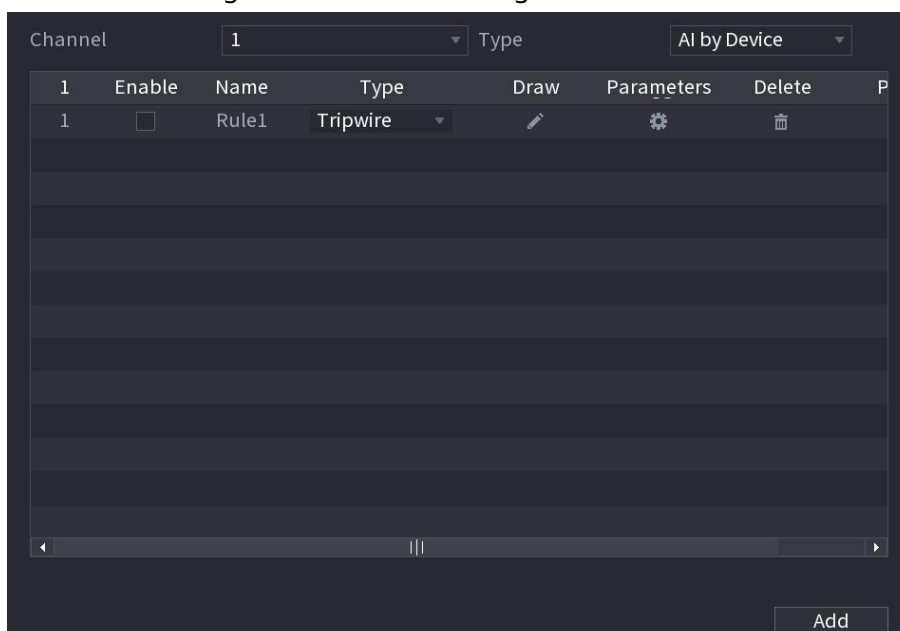 Channel 1 Type AI by Device
1 Enable Name Type Draw Parameters Delete P
1 Rule1 Tripwire
Add